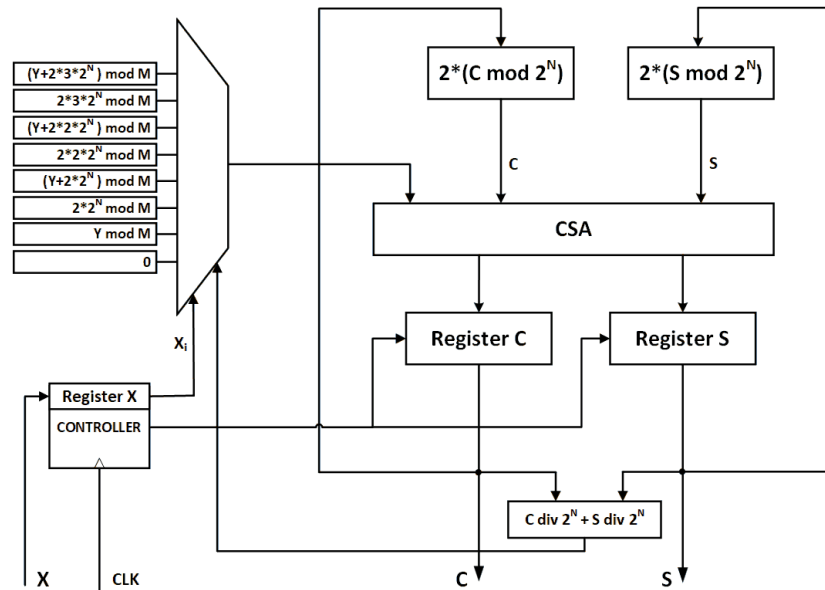 2*(C mod 2^N)
2*(S mod 2^N)
(Y+2*3*2^N ) mod M
2*3*2^N mod M
(Y+2*2*2^N ) mod M
2*2*2^N mod M
(Y+2*2^N ) mod M
2*2^N mod M
Y mod M
0
C
S
CSA
Register C
Register S
X_i
Register X
CONTROLLER
C div 2^N + S div 2^N
X
CLK
C
S